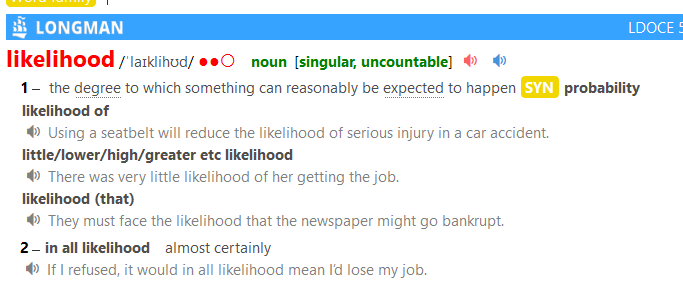 Word family
LONGMAN LDOCE 5
likelihood /ˈlaɪklihʊd/ ●●○ noun [singular, uncountable]
1 – the degree to which something can reasonably be expected to happen SYN probability
likelihood of
Using a seatbelt will reduce the likelihood of serious injury in a car accident.
little/lower/high/greater etc likelihood
There was very little likelihood of her getting the job.
likelihood (that)
They must face the likelihood that the newspaper might go bankrupt.
2 – in all likelihood almost certainly
If I refused, it would in all likelihood mean I’d lose my job.